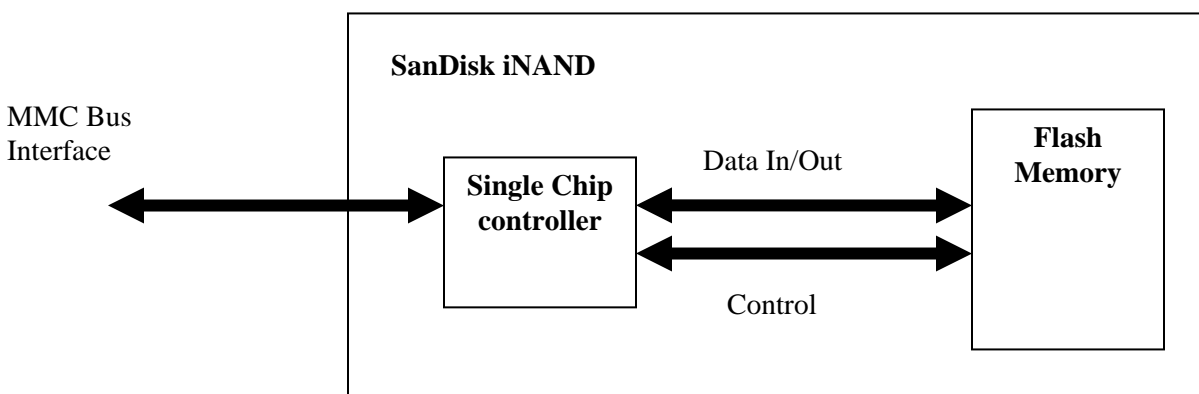 SanDisk iNAND
MMC Bus
Interface
Single Chip
controller
Data In/Out
Control
Flash
Memory